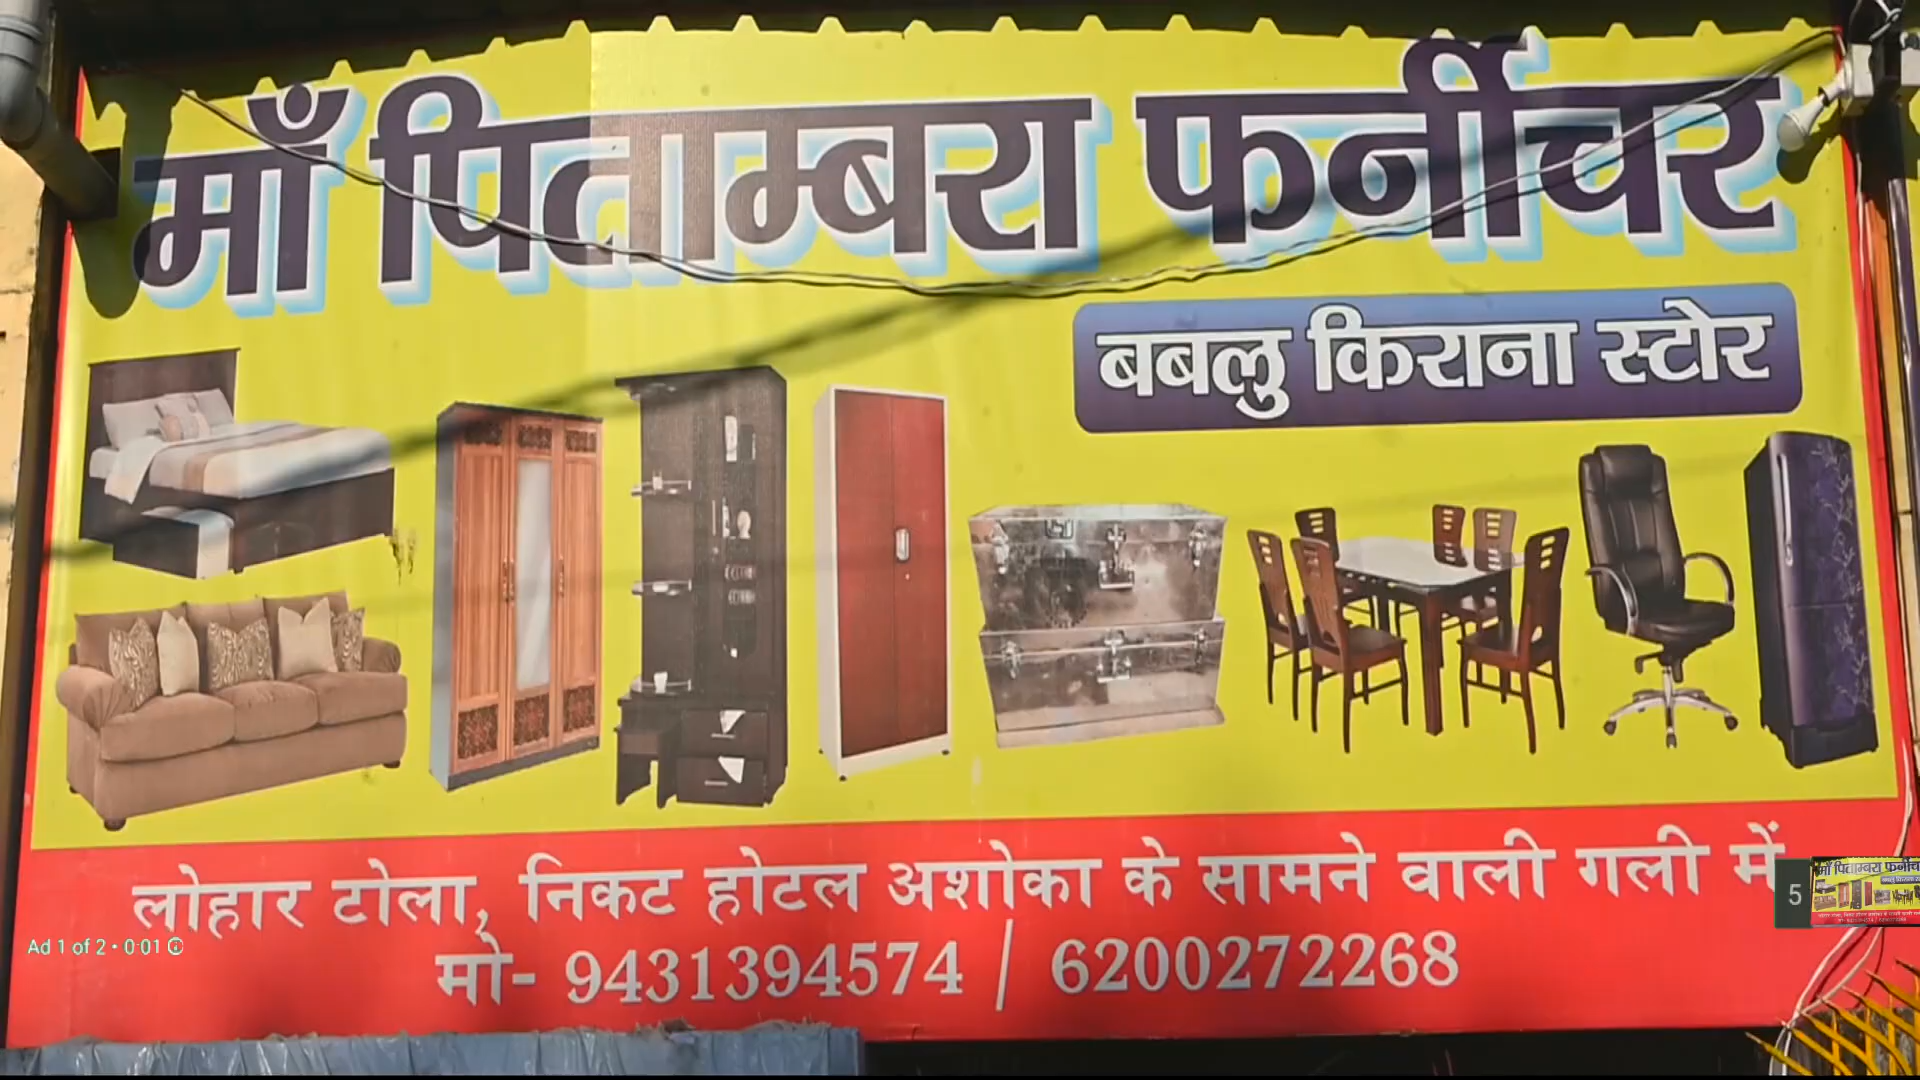 माँ पिताम्बरा फर्नीचर
बबलु किराना स्टोर
लोहार टोला, निकट होटल अशोका के सामने वाली गली में
मो- 9431394574 / 6200272268
Ad 1 of 2 • 0:01
5